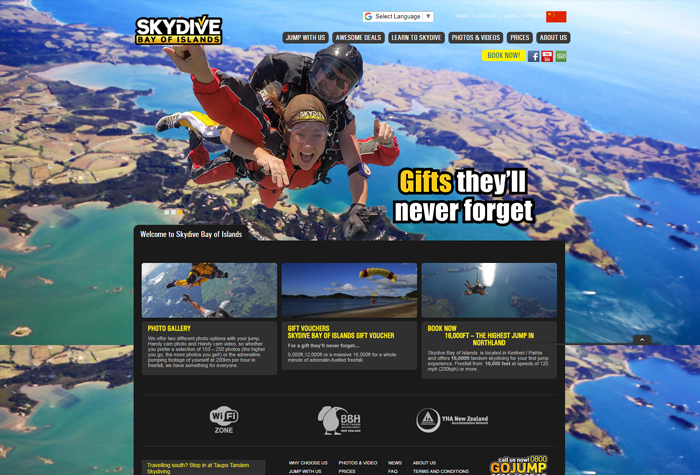 SKYDIVE
BAY OF ISLANDS
Select Language ▼
JUMP WITH US AWESOME DEALS LEARN TO SKYDIVE PHOTOS & VIDEOS PRICES ABOUT US
BOOK NOW!
SKYDIVE
Gifts they'll
never forget
Welcome to Skydive Bay of Islands
PHOTO GALLERY
We offer two different photo options with your jump,
Handy cam photo and Handy cam video, so whether
you prefer a selection of 150 – 250 photos (the higher
you go, the more photos you get!) or the adrenaline
pumping footage of yourself at 200km per hour in
freefall, we have something for everyone.
GIFT VOUCHERS
SKYDIVE BAY OF ISLANDS GIFT VOUCHER
For a gift they'll never forget...
9,000ft,12,000ft or a massive 16,000ft for a whole
minute of adrenalin-fuelled freefall.
BOOK NOW
16,000FT – THE HIGHEST JUMP IN
NORTHLAND
Skydive Bay of Islands is located in Kerikeri / Paihia
and offers 16,000ft tandem skydiving for your first jump
experience. Freefall from 16,000 feet at speeds of 120
mph (200kph) or more.
WiFi
ZONE
BBH
NEW ZEALAND
YHA New Zealand
Accommodation Network
Travelling south? Stop in at Taupo Tandem
Skydiving
WHY CHOOSE US PHOTOS & VIDEO NEWS ABOUT US
JUMP WITH US PRICES FAQ TERMS AND CONDITIONS
call us now! 0800
GOJUMP